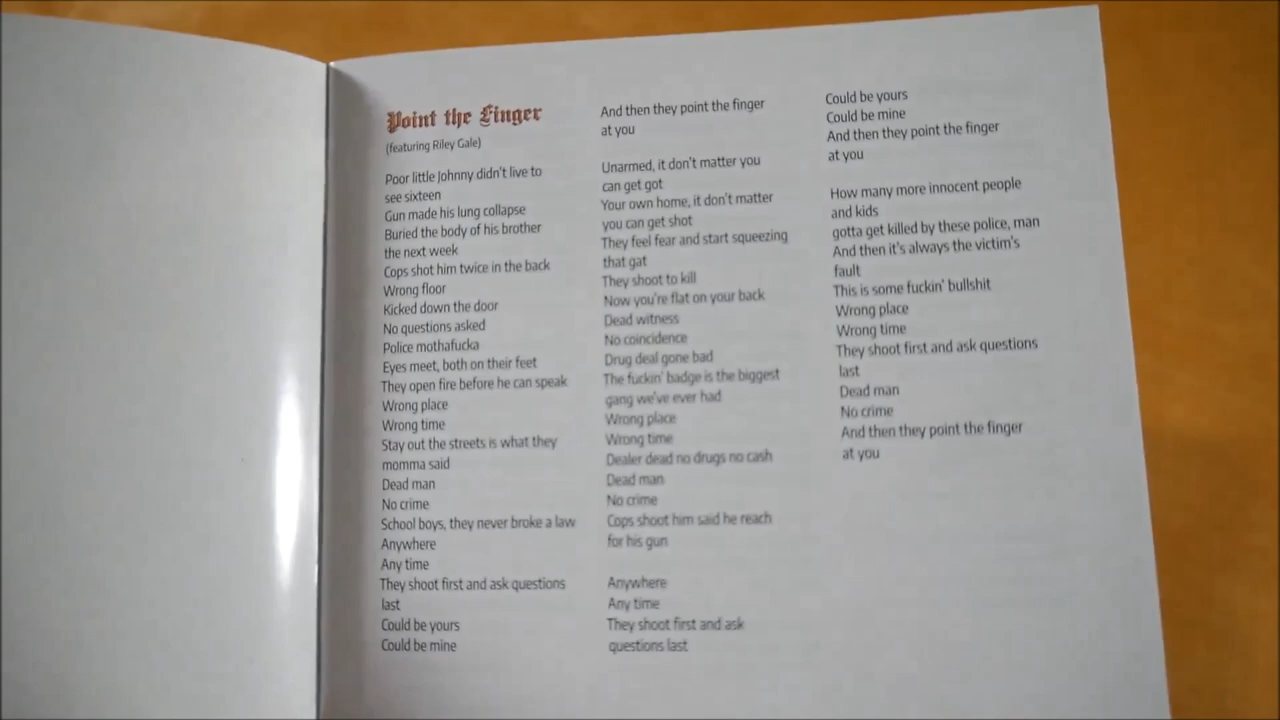 Point the Finger
(featuring Riley Gale)
Poor little Johnny didn't live to
see sixteen
Gun made his lung collapse
Buried the body of his brother
the next week
Cops shot him twice in the back
Wrong floor
Kicked down the door
No questions asked
Police mothafucka
Eyes meet, both on their feet
They open fire before he can speak
Wrong place
Wrong time
Stay out the streets is what they
momma said
Dead man
No crime
School boys, they never broke a law
Anywhere
Any time
They shoot first and ask questions
last
Could be yours
Could be mine
And then they point the finger
at you
Unarmed, it don't matter you
can get got
Your own home, it don't matter
you can get shot
They feel fear and start squeezing
that gat
They shoot to kill
Now you're flat on your back
Dead witness
No coincidence
Drug deal gone bad
The fuckin' badge is the biggest
gang we've ever had
Wrong place
Wrong time
Dealer dead no drugs no cash
Dead man
No crime
Cops shoot him said he reach
for his gun
Anywhere
Any time
They shoot first and ask
questions last
Could be yours
Could be mine
And then they point the finger
at you
How many more innocent people
and kids
gotta get killed by these police, man
And then it's always the victim's
fault
This is some fuckin' bullshit
Wrong place
Wrong time
They shoot first and ask questions
last
Dead man
No crime
And then they point the finger
at you